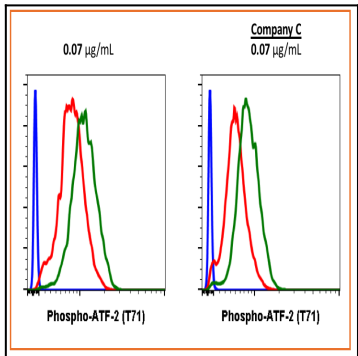 Company C
0.07 µg/mL
0.07 µg/mL
Phospho-ATF-2 (T71)
Phospho-ATF-2 (T71)